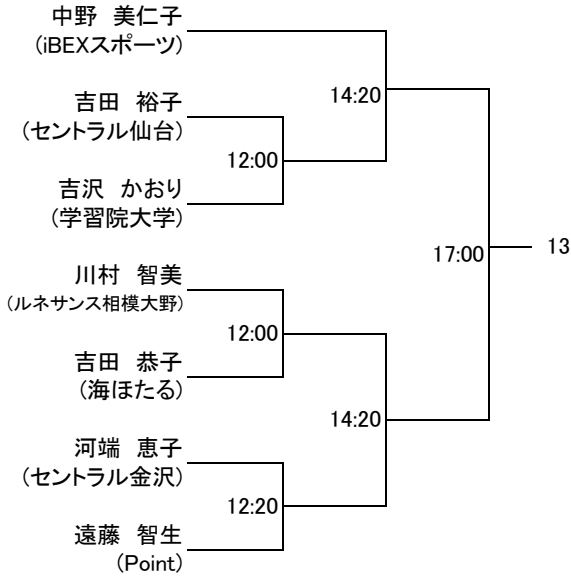 中野　美仁子
(iBEXスポーツ)
14:20
吉田　裕子
(セントラル仙台)
12:00
吉沢　かおり
(学習院大学)
17:00
13
川村　智美
(ルネサンス相模大野)
12:00
吉田　恭子
(海ほたる)
14:20
河端　恵子
(セントラル金沢)
12:20
遠藤　智生
(Point)